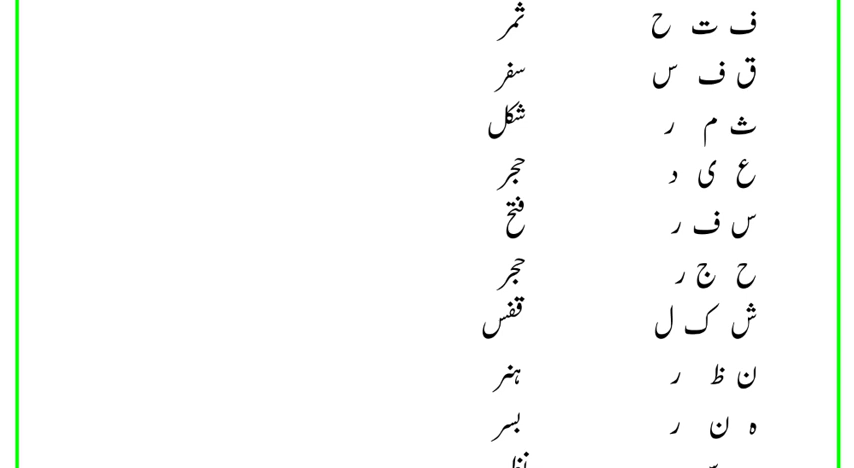 ف ت ح ثمر
ق ف س سفر
ث م ر شکل
ع ی د حجر
س ف ر فتح
ح ج ر حجر
ش ک ل قفس
ن ظ ر ہنر
ہ ن ر بسر